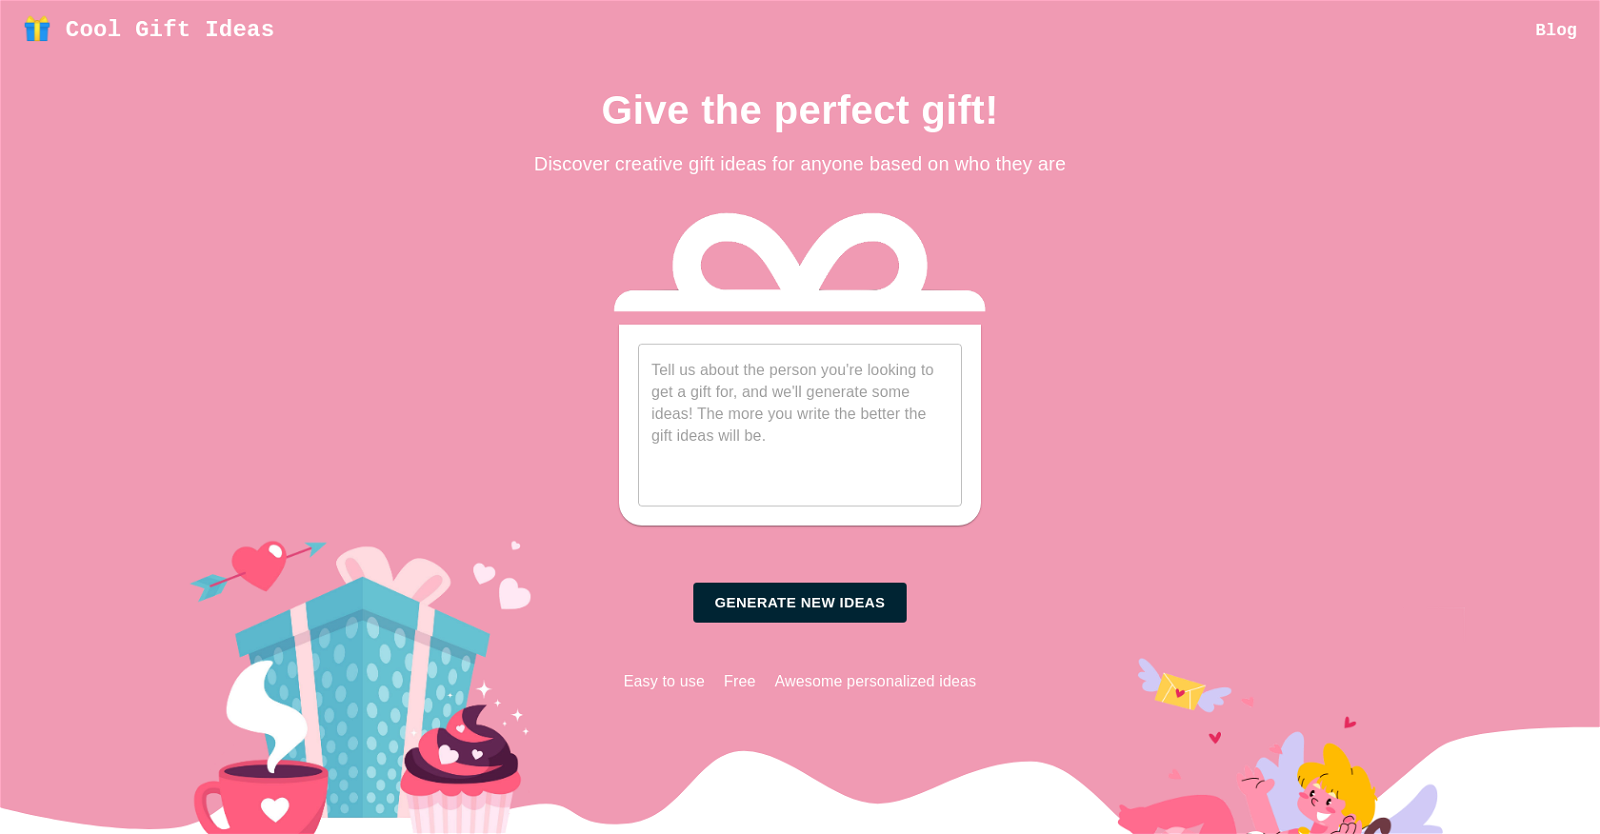 Cool Gift Ideas
Blog
Give the perfect gift!
Discover creative gift ideas for anyone based on who they are
Tell us about the person you're looking to
get a gift for, and we'll generate some
ideas! The more you write the better the
gift ideas will be.
GENERATE NEW IDEAS
Easy to use Free Awesome personalized ideas